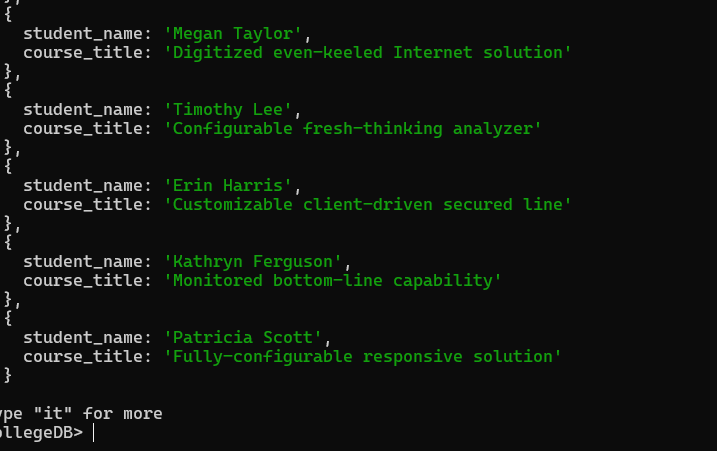 },
{
student_name: 'Megan Taylor',
course_title: 'Digitized even-keeled Internet solution'
},
{
student_name: 'Timothy Lee',
course_title: 'Configurable fresh-thinking analyzer'
},
{
student_name: 'Erin Harris',
course_title: 'Customizable client-driven secured line'
},
{
student_name: 'Kathryn Ferguson',
course_title: 'Monitored bottom-line capability'
},
{
student_name: 'Patricia Scott',
course_title: 'Fully-configurable responsive solution'
}
ype "it" for more
ollegeDB>